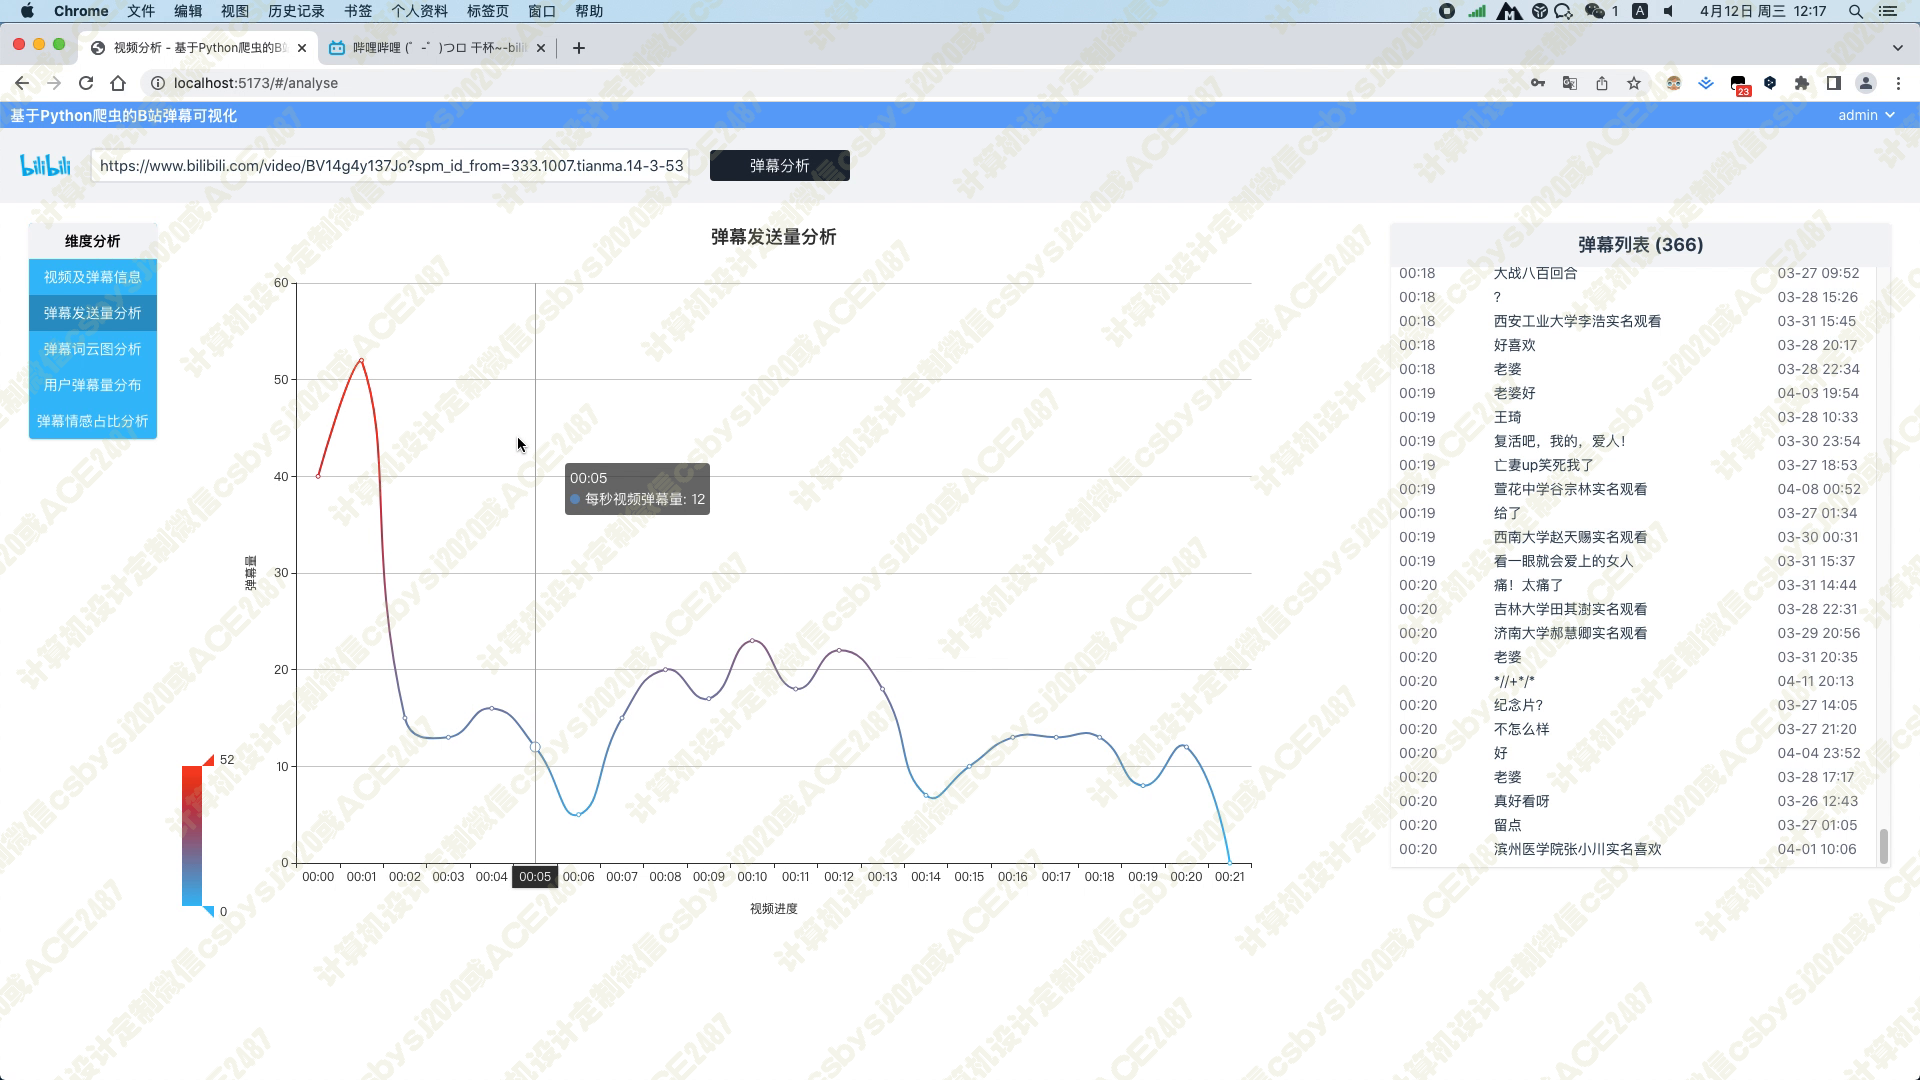 Chrome 文件 编辑 视图 历史记录 书签 个人资料 标签页 窗口 帮助 1 A 4月12日 周三 12:17
视频分析 - 基于Python爬虫的B 哔哩哔哩 (゜-゜)つロ 干杯~-bili
localhost:5173/#/analyse 23
基于Python爬虫的B站弹幕可视化 admin
bilibili https://www.bilibili.com/video/BV14g4y137Jo?spm_id_from=333.1007.tianma.14-3-53 弹幕分析
维度分析
视频及弹幕信息
弹幕发送量分析
弹幕词云图分析
用户弹幕量分布
弹幕情感占比分析
弹幕发送量分析
60
50
40
30
20
10
0
弹幕量
00:05
每秒视频弹幕量: 12
52
0
00:00 00:01 00:02 00:03 00:04 00:05 00:06 00:07 00:08 00:09 00:10 00:11 00:12 00:13 00:14 00:15 00:16 00:17 00:18 00:19 00:20 00:21
视频进度
弹幕列表 (366)
00:18 大战八百回合 03-27 09:52
00:18 ? 03-28 15:26
00:18 西安工业大学李浩实名观看 03-31 15:45
00:18 好喜欢 03-28 20:17
00:18 老婆 03-28 22:34
00:19 老婆好 04-03 19:54
00:19 王琦 03-28 10:33
00:19 复活吧，我的，爱人！ 03-30 23:54
00:19 亡妻up笑死我了 03-27 18:53
00:19 萱花中学谷宗林实名观看 04-08 00:52
00:19 给了 03-27 01:34
00:19 西南大学赵天赐实名观看 03-30 00:31
00:19 看一眼就会爱上的女人 03-31 15:37
00:20 痛！太痛了 03-31 14:44
00:20 吉林大学田其澍实名观看 03-28 22:31
00:20 济南大学郝慧卿实名观看 03-29 20:56
00:20 老婆 03-31 20:35
00:20 *//+*/* 04-11 20:13
00:20 纪念片? 03-27 14:05
00:20 不怎么样 03-27 21:20
00:20 好 04-04 23:52
00:20 老婆 03-28 17:17
00:20 真好看呀 03-26 12:43
00:20 留点 03-27 01:05
00:20 滨州医学院张小川实名喜欢 04-01 10:06
计算机设计定制微信csbysj2020或ACE2487